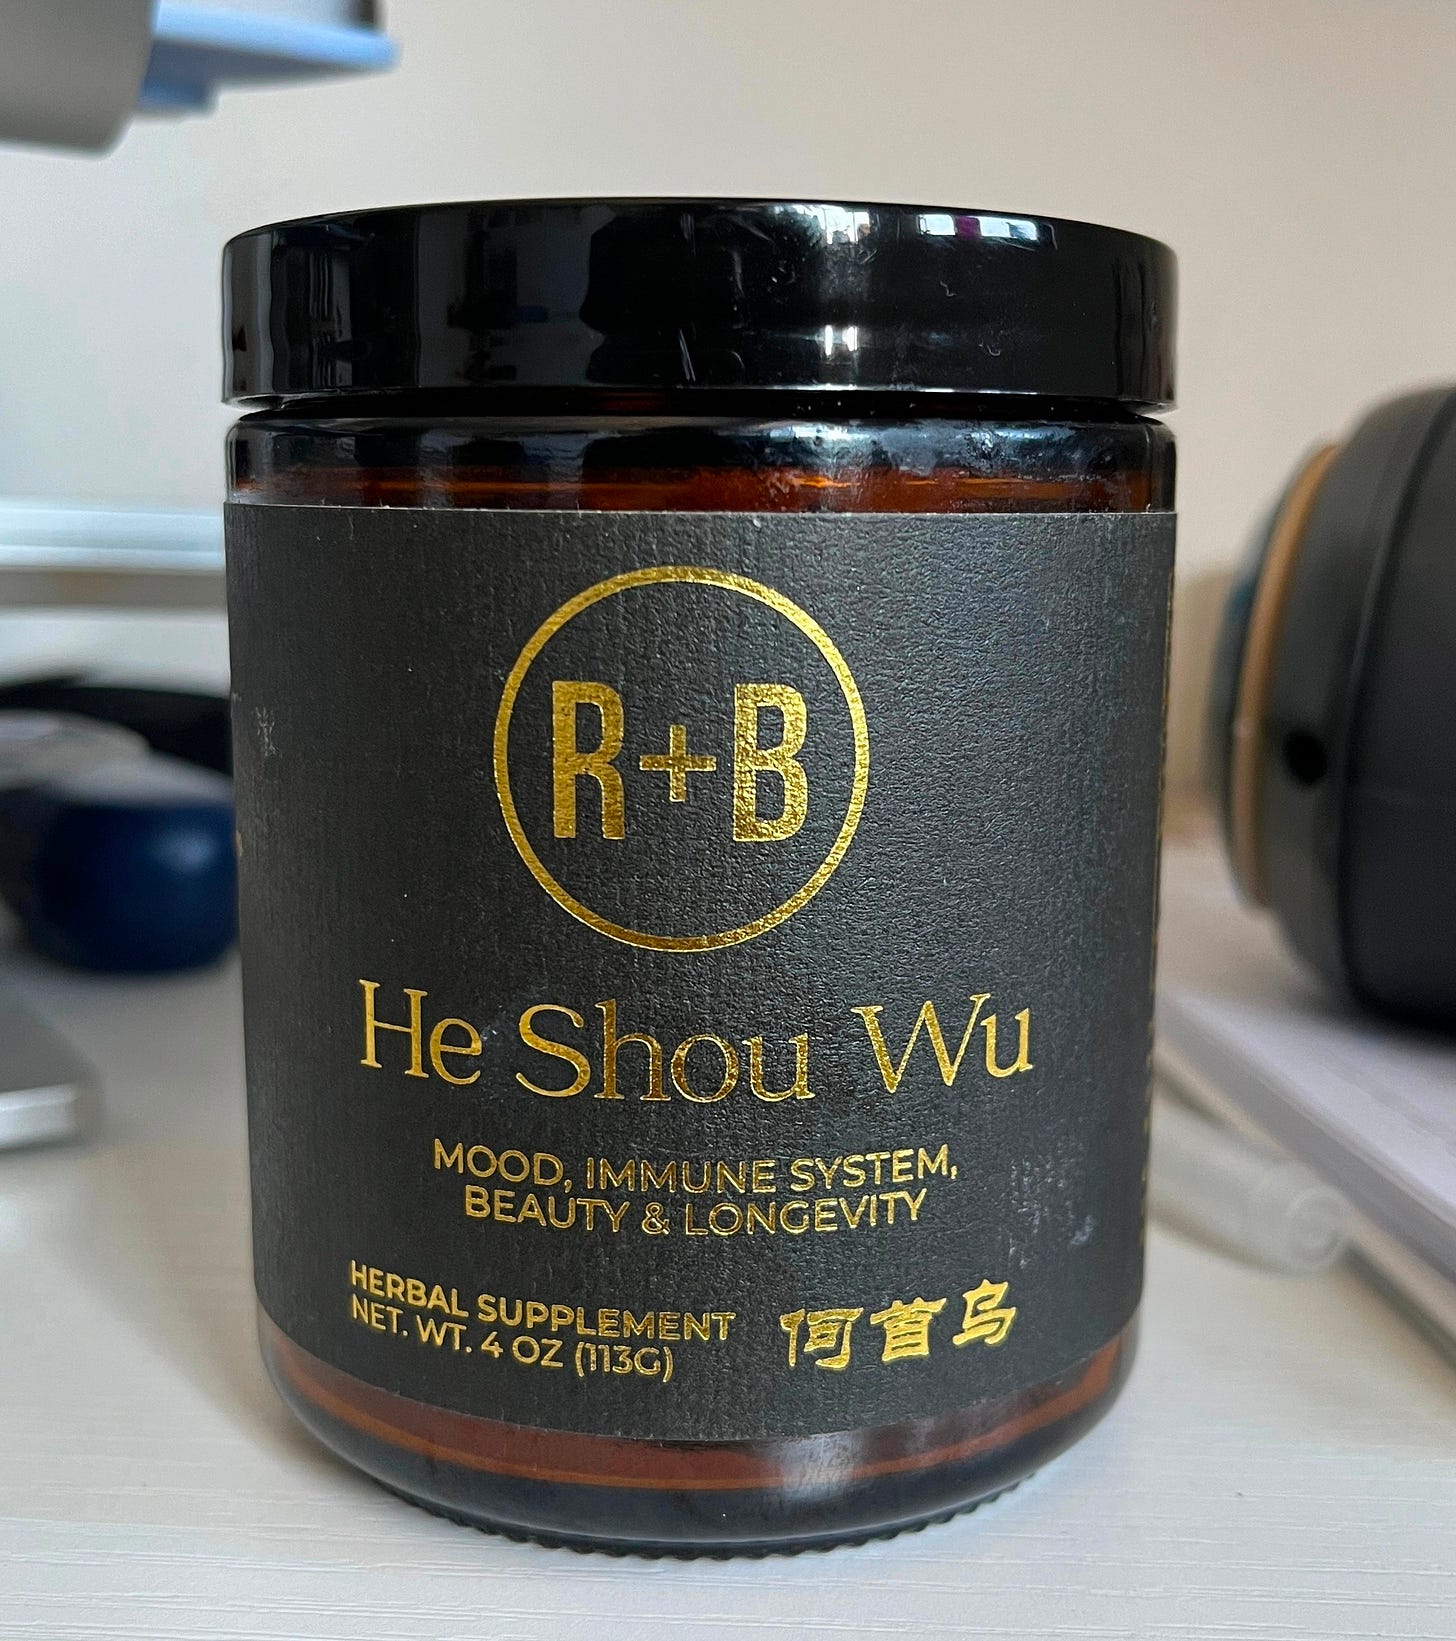 R+B
He Shou Wu
MOOD, IMMUNE SYSTEM,
BEAUTY & LONGEVITY
HERBAL SUPPLEMENT
NET. WT. 4 OZ (113G)
何首乌